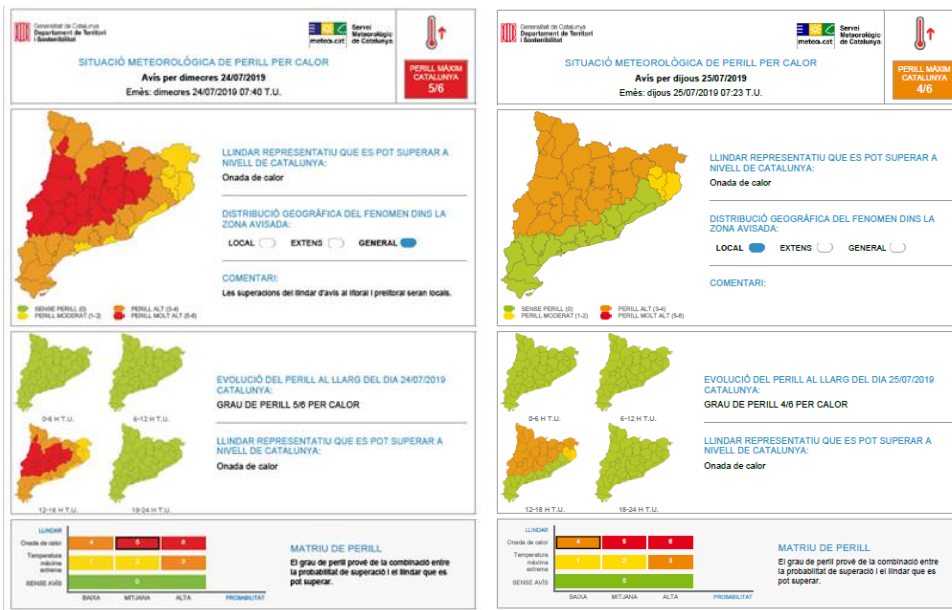 Generalitat de Catalunya
Departament de Territori
i Sostenibilitat
meteo.cat
Servei
Meteorològic
de Catalunya
SITUACIÓ METEOROLÒGICA DE PERILL PER CALOR
Avís per dimecres 24/07/2019
Emès: dimecres 24/07/2019 07:40 T.U.
PERILL MÀXIM
CATALUNYA
5/6
LLINDAR REPRESENTATIU QUE ES POT SUPERAR A
NIVELL DE CATALUNYA:
Onada de calor
DISTRIBUCIÓ GEOGRÀFICA DEL FENOMEN DINS LA
ZONA AVISADA:
LOCAL EXTENS GENERAL
COMENTARI:
Les superacions del llindar d'avís al litoral i prelitoral seran locals.
SENSE PERILL (0) PERILL ALT (3-4)
PERILL MODERAT (1-2) PERILL MOLT ALT (5-6)
EVOLUCIÓ DEL PERILL AL LLARG DEL DIA 24/07/2019
CATALUNYA:
GRAU DE PERILL 5/6 PER CALOR
0-6 H T.U. 6-12 H T.U.
LLINDAR REPRESENTATIU QUE ES POT SUPERAR A
NIVELL DE CATALUNYA:
Onada de calor
12-18 H T.U. 18-24 H T.U.
LLINDAR
Onada de calor 4 5 6
Temperatura
màxima
extrema
1 2 3
SENSE AVÍS 0
BAIXA MITJANA ALTA PROBABILITAT
MATRIU DE PERILL
El grau de perill prové de la combinació entre
la probabilitat de superació i el llindar que es
pot superar.
Generalitat de Catalunya
Departament de Territori
i Sostenibilitat
meteo.cat
Servei
Meteorològic
de Catalunya
SITUACIÓ METEOROLÒGICA DE PERILL PER CALOR
Avís per dijous 25/07/2019
Emès: dijous 25/07/2019 07:23 T.U.
PERILL MÀXIM
CATALUNYA
4/6
LLINDAR REPRESENTATIU QUE ES POT SUPERAR A
NIVELL DE CATALUNYA:
Onada de calor
DISTRIBUCIÓ GEOGRÀFICA DEL FENOMEN DINS LA
ZONA AVISADA:
LOCAL EXTENS GENERAL
COMENTARI:
SENSE PERILL (0) PERILL ALT (3-4)
PERILL MODERAT (1-2) PERILL MOLT ALT (5-6)
EVOLUCIÓ DEL PERILL AL LLARG DEL DIA 25/07/2019
CATALUNYA:
GRAU DE PERILL 4/6 PER CALOR
0-6 H T.U. 6-12 H T.U.
LLINDAR REPRESENTATIU QUE ES POT SUPERAR A
NIVELL DE CATALUNYA:
Onada de calor
12-18 H T.U. 18-24 H T.U.
LLINDAR
Onada de calor 4 5 6
Temperatura
màxima
extrema
1 2 3
SENSE AVÍS 0
BAIXA MITJANA ALTA PROBABILITAT
MATRIU DE PERILL
El grau de perill prové de la combinació entre
la probabilitat de superació i el llindar que es
pot superar.